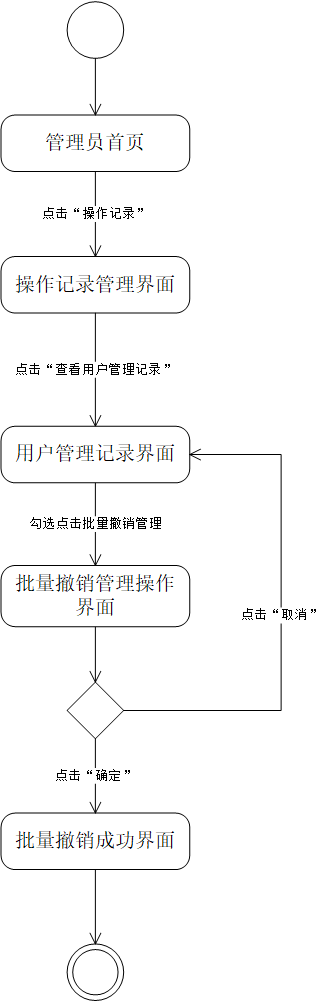 管理员首页
点击“操作记录”
操作记录管理界面
点击“查看用户管理记录”
用户管理记录界面
勾选点击批量撤销管理
批量撤销管理操作
界面
点击“取消”
点击“确定”
批量撤销成功界面